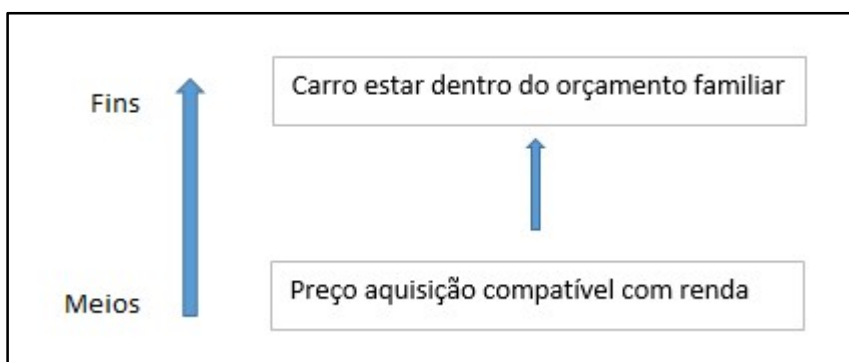 Fins
Carro estar dentro do orçamento familiar
Meios
Preço aquisição compatível com renda